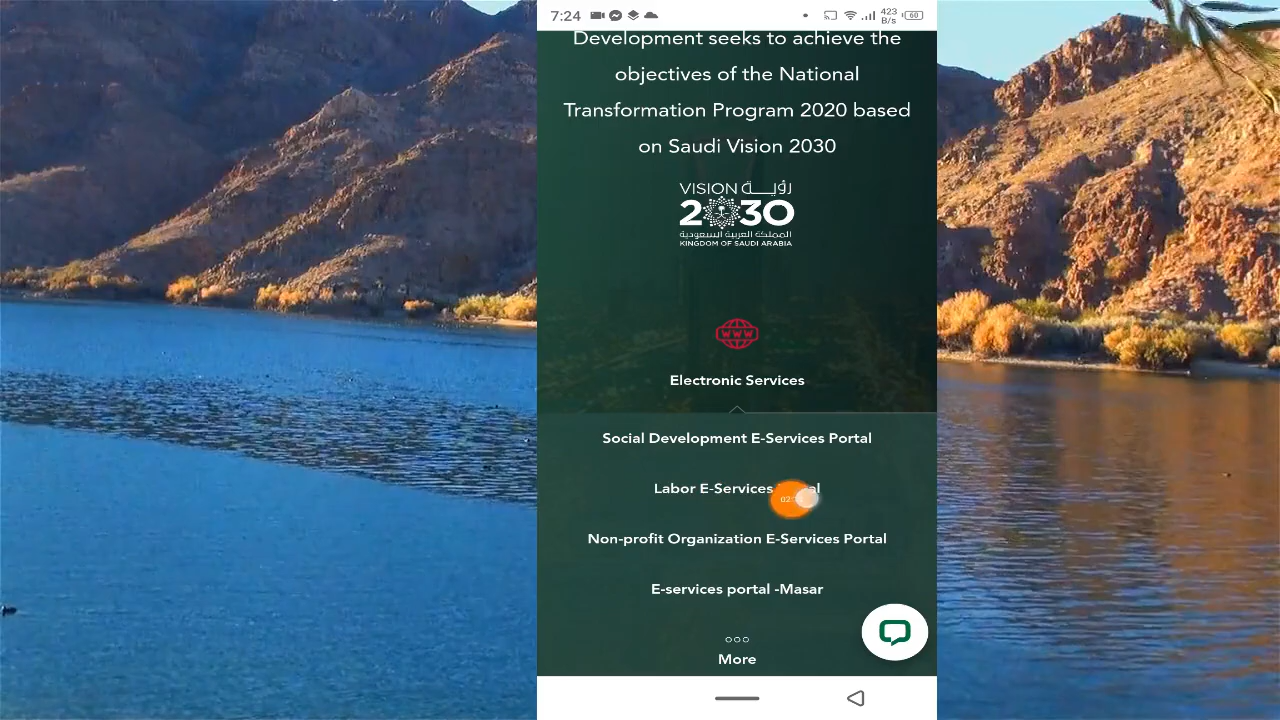 7:24
423
B/s
60
Development seeks to achieve the
objectives of the National
Transformation Program 2020 based
on Saudi Vision 2030
VISION رؤيــــة
2030
المملكة العربية السعودية
KINGDOM OF SAUDI ARABIA
WWW
Electronic Services
Social Development E-Services Portal
Labor E-Services al
Non-profit Organization E-Services Portal
E-services portal -Masar
More